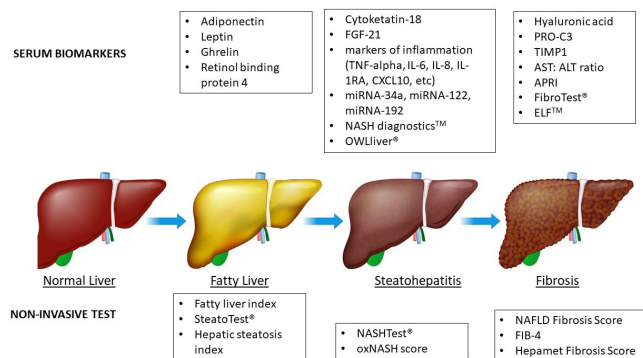 SERUM BIOMARKERS
• Adiponectin
• Leptin
• Ghrelin
• Retinol binding
protein 4
• Cytoketatin-18
• FGF-21
• markers of inflammation
(TNF-alpha, IL-6, IL-8, IL-
1RA, CXCL10, etc)
• miRNA-34a, miRNA-122,
miRNA-192
• NASH diagnostics™
• OWLliver®
• Hyaluronic acid
• PRO-C3
• TIMP1
• AST: ALT ratio
• APRI
• FibroTest®
• ELF™
Normal Liver
Fatty Liver
Steatohepatitis
Fibrosis
NON-INVASIVE TEST
• Fatty liver index
• SteatoTest®
• Hepatic steatosis
index
• NASHTest®
• oxNASH score
• NAFLD Fibrosis Score
• FIB-4
• Hepamet Fibrosis Score